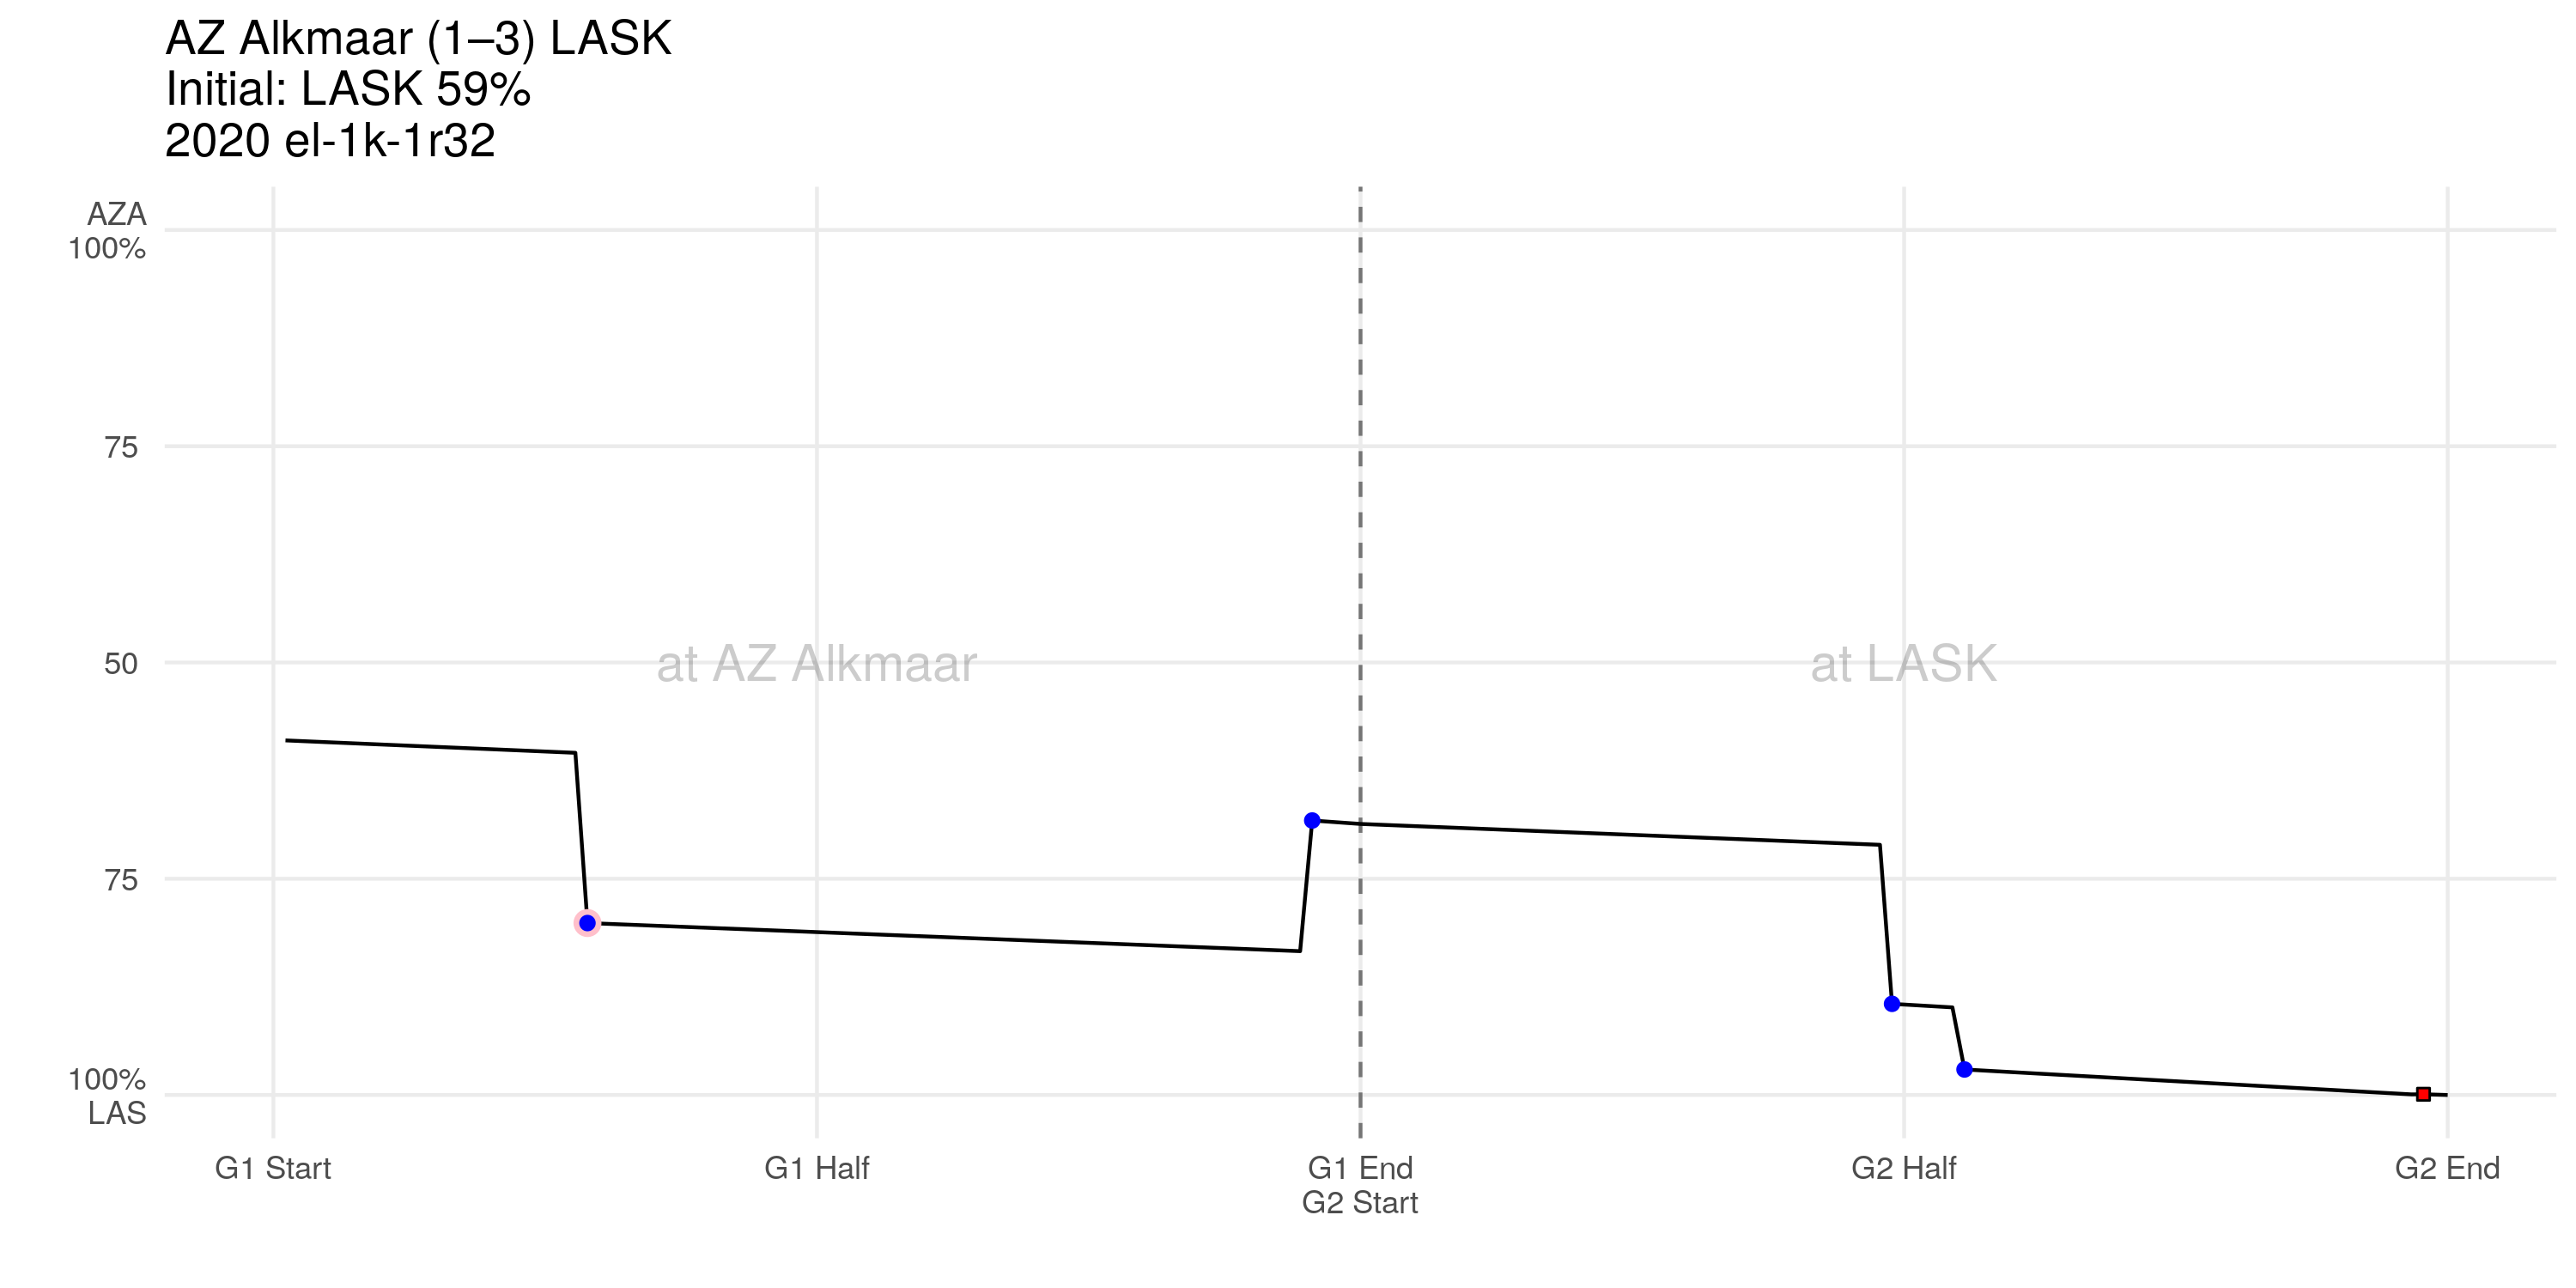 AZ Alkmaar (1–3) LASK
Initial: LASK 59%
2020 el-1k-1r32
AZA
100%
75
50
75
100%
LAS
at AZ Alkmaar
at LASK
G1 Start
G1 Half
G1 End
G2 Start
G2 Half
G2 End